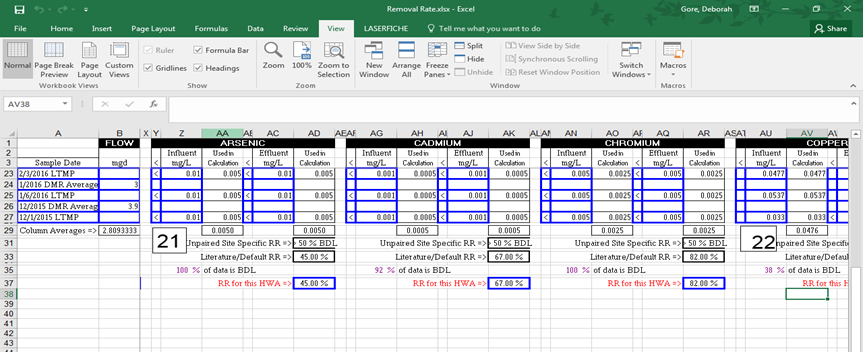 Removal Rate.xlsx - Excel
Gore, Deborah
File Home Insert Page Layout Formulas Data Review View LASERFICHE Tell me what you want to do Share
Normal Page Break Preview Page Layout Custom Views
Workbook Views
Ruler Formula Bar
Gridlines Headings
Show
Zoom 100% Zoom to Selection
Zoom
New Window Arrange All Freeze Panes
Split
Hide
Unhide
View Side by Side
Synchronous Scrolling
Reset Window Position
Window
Switch Windows
Macros
Macros
AV38 fx
A B X Y Z AA AC AD AG AH AJ AK AN AO AQ AR AU AV
1 FLOW ARSENIC CADMIUM CHROMIUM COPPER
2 Influent Used in Effluent Used in Influent Used in Effluent Used in Influent Used in Effluent Used in Influent Used in
3 Sample Date mgd < mg/L Calculation < mg/L Calculation < mg/L Calculation < mg/L Calculation < mg/L Calculation < mg/L Calculation < mg/L Calculation
23 2/3/2016 LTMP < 0.01 0.005 < 0.01 0.005 < 0.001 0.0005 < 0.001 0.0005 < 0.005 0.0025 < 0.005 0.0025 0.0477 0.0477
24 1/2016 DMR Average 3
25 1/6/2016 LTMP < 0.01 0.005 < 0.01 0.005 < 0.001 0.0005 < 0.001 0.0005 < 0.005 0.0025 < 0.005 0.0025 0.0537 0.0537
26 12/2015 DMR Averag 3.9
27 12/1/2015 LTMP < 0.01 0.005 < 0.01 0.005 < 0.001 0.0005 < 0.001 0.0005 < 0.005 0.0025 < 0.005 0.0025 0.033 0.033
29 Column Averages => 2.8093333 0.0050 0.0050 0.0005 0.0005 0.0025 0.0025 0.0476
21 22
31 Unpaired Site Specific RR => > 50 % BDL Unpaired Site Specific RR => > 50 % BDL Unpaired Site Specific RR => > 50 % BDL Unpaired Site Specific
33 Literature/Default RR => 45.00 % Literature/Default RR => 67.00 % Literature/Default RR => 82.00 % Literature/Default
35 100 % of data is BDL 92 % of data is BDL 100 % of data is BDL 38 % of data is BDL
37 RR for this HWA => 45.00 % RR for this HWA => 67.00 % RR for this HWA => 82.00 % RR for this H
38
39
40
41
42
43